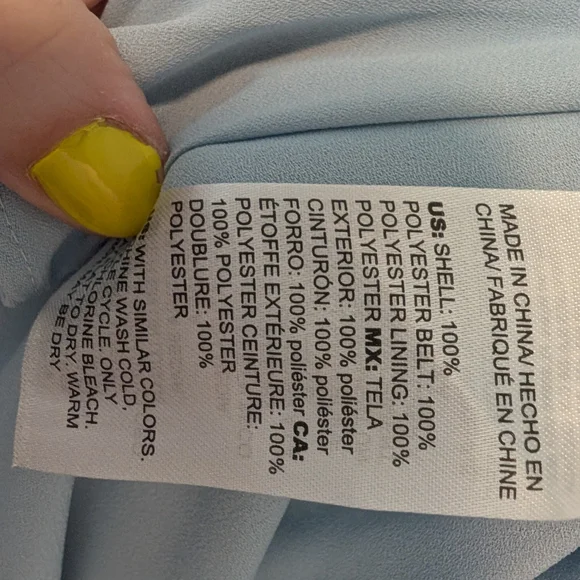 MADE IN CHINA/ HECHO EN
CHINA/ FABRIQUÉ EN CHINE
US: SHELL: 100%
POLYESTER BELT: 100%
POLYESTER LINING: 100%
POLYESTER MX: TELA
EXTERIOR: 100% poliéster
CINTURÓN: 100% poliéster
FORRO: 100% poliéster CA:
ÉTOFFE EXTÉRIEURE: 100%
POLYESTER CEINTURE:
100% POLYESTER
DOUBLURE: 100%
POLYESTER
WITH SIMILAR COLORS.
WASH COLD,
CYCLE. ONLY
BLEACH.
TO DRY. WARM
BE DRY